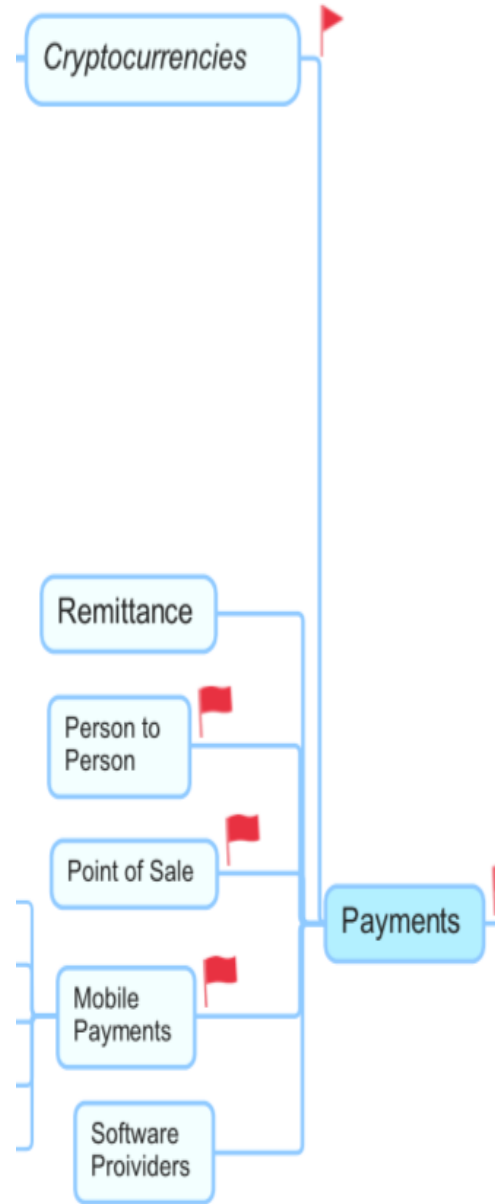 Cryptocurrencies
Remittance
Person to
Person
Point of Sale
Payments
Mobile
Payments
Software
Proividers